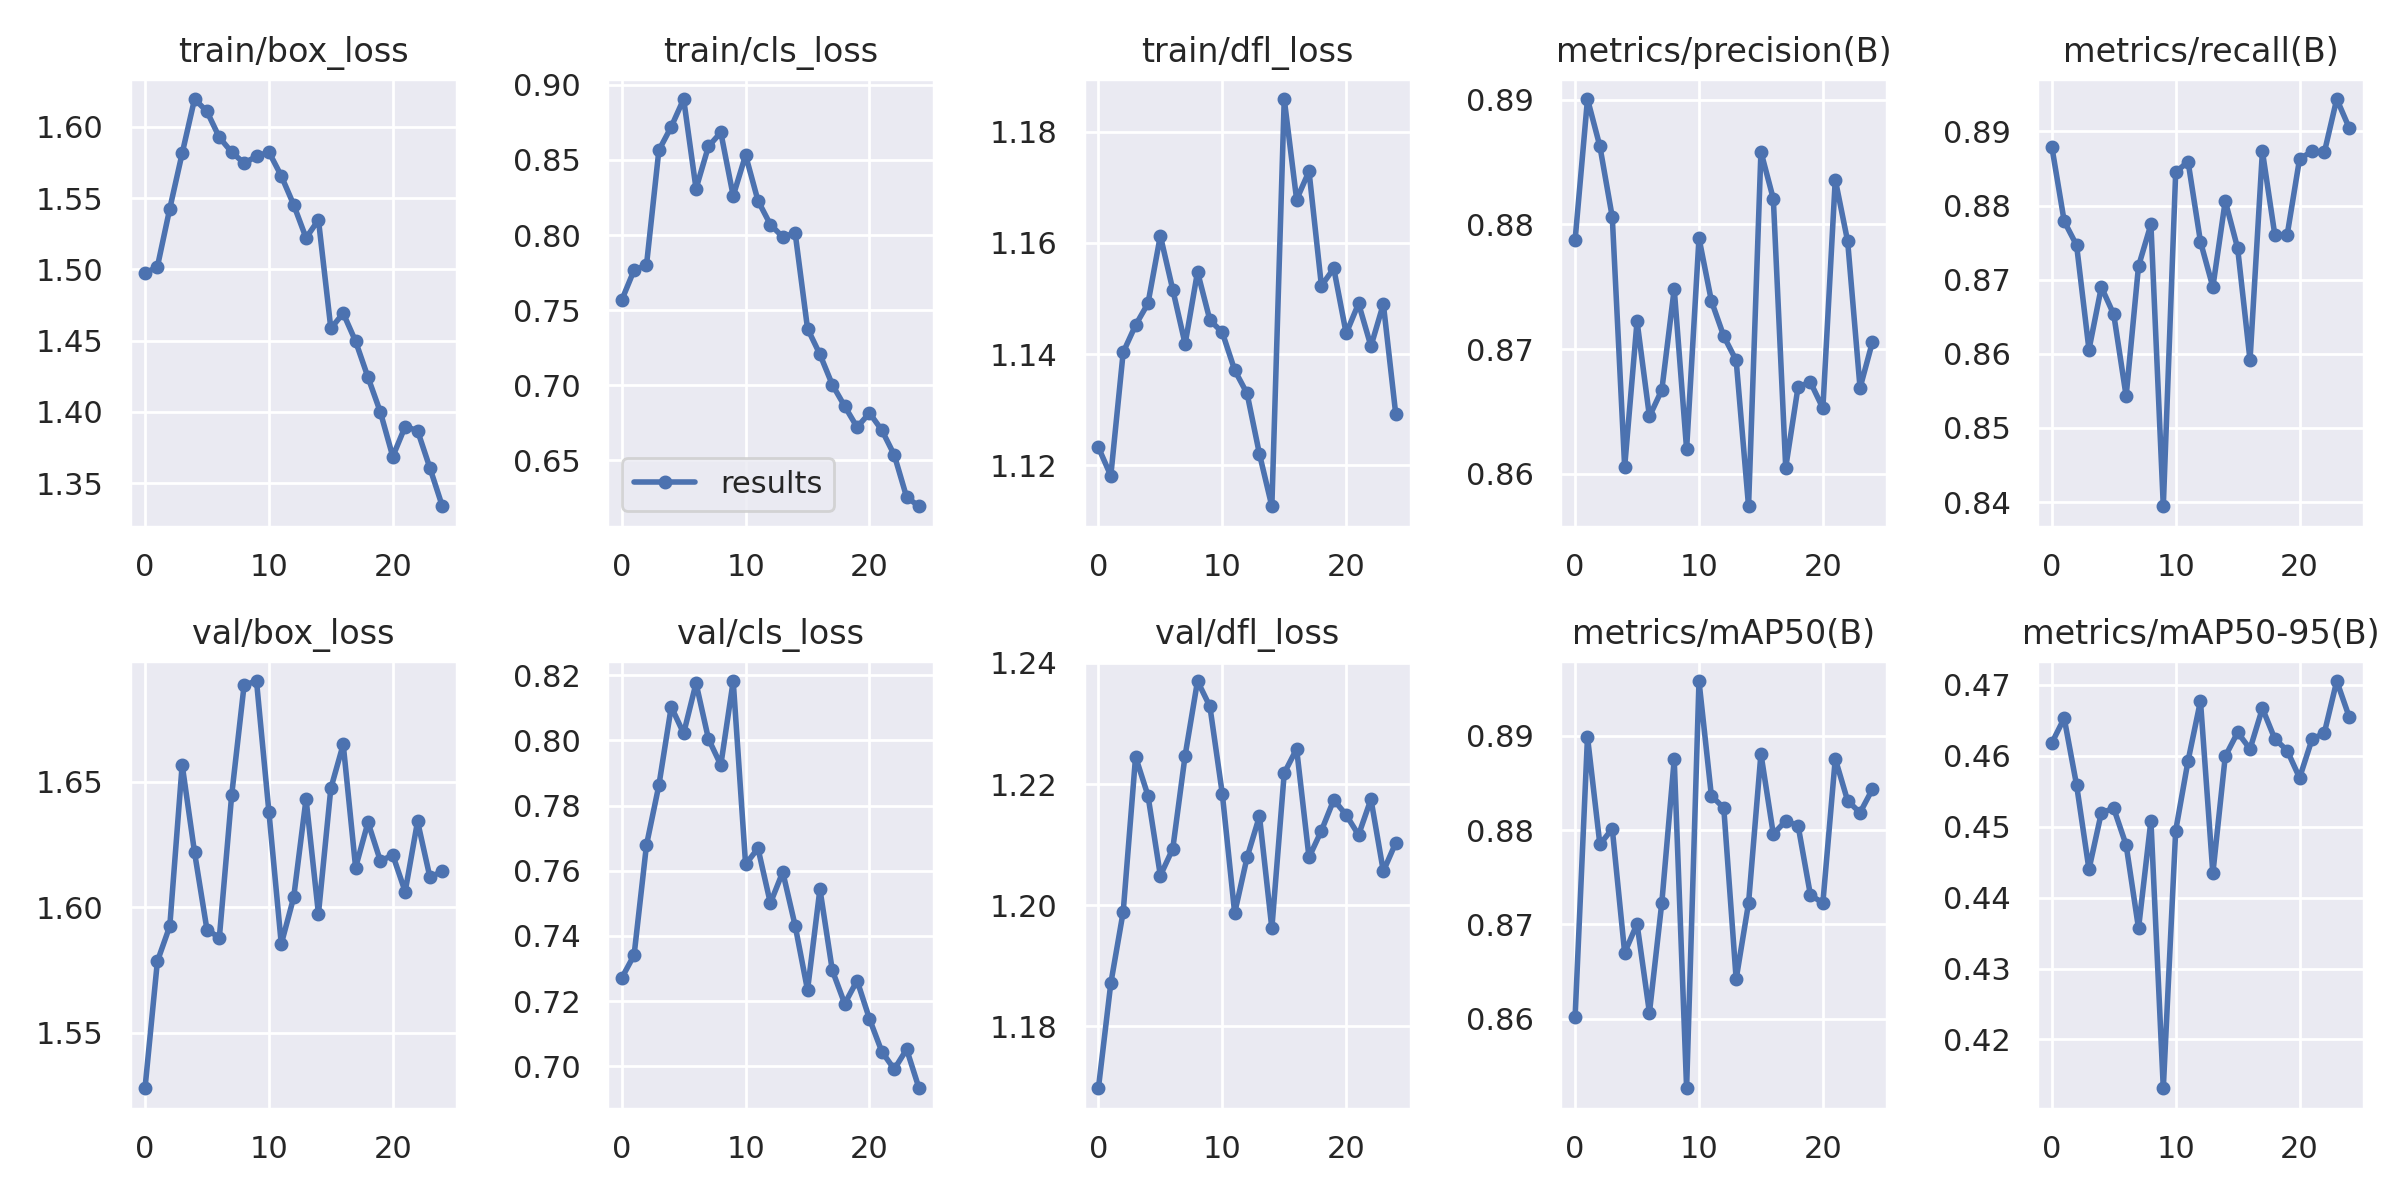 train/box_loss
1.60
1.55
1.50
1.45
1.40
1.35
0 10 20
train/cls_loss
0.90
0.85
0.80
0.75
0.70
0.65
results
0 10 20
train/dfl_loss
1.18
1.16
1.14
1.12
0 10 20
metrics/precision(B)
0.89
0.88
0.87
0.86
0 10 20
metrics/recall(B)
0.89
0.88
0.87
0.86
0.85
0.84
0 10 20
val/box_loss
1.65
1.60
1.55
0 10 20
val/cls_loss
0.82
0.80
0.78
0.76
0.74
0.72
0.70
0 10 20
val/dfl_loss
1.24
1.22
1.20
1.18
0 10 20
metrics/mAP50(B)
0.89
0.88
0.87
0.86
0 10 20
metrics/mAP50-95(B)
0.47
0.46
0.45
0.44
0.43
0.42
0 10 20